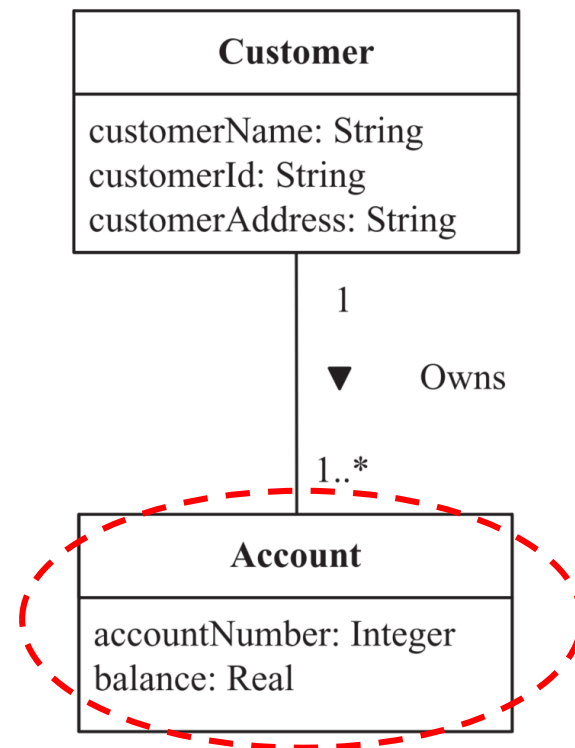 Customer
customerName: String
customerId: String
customerAddress: String
1
▼ Owns
1..*
Account
accountNumber: Integer
balance: Real